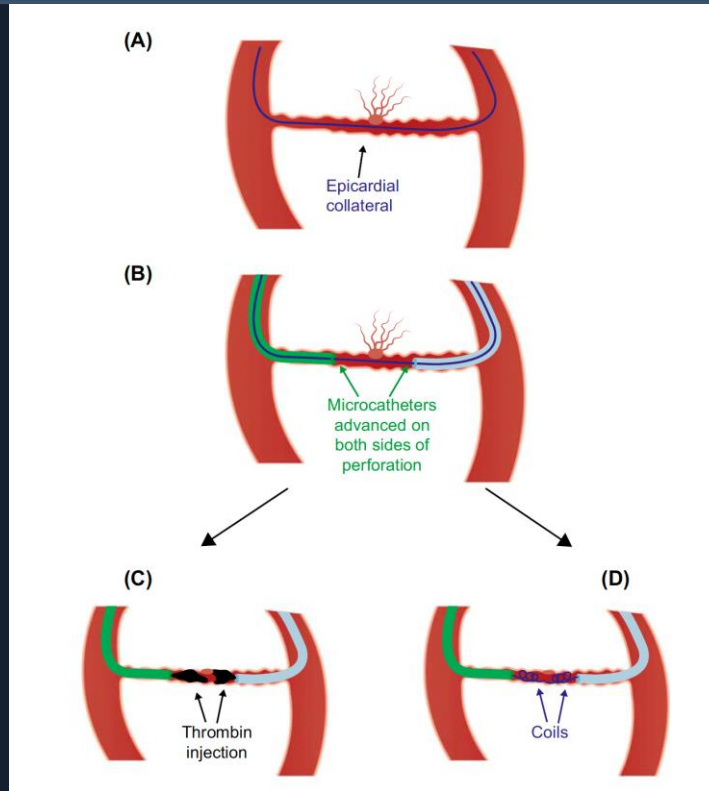 (A)
Epicardial
collateral
(B)
Microcatheters
advanced on
both sides of
perforation
(C)
(D)
Thrombin
injection
Coils